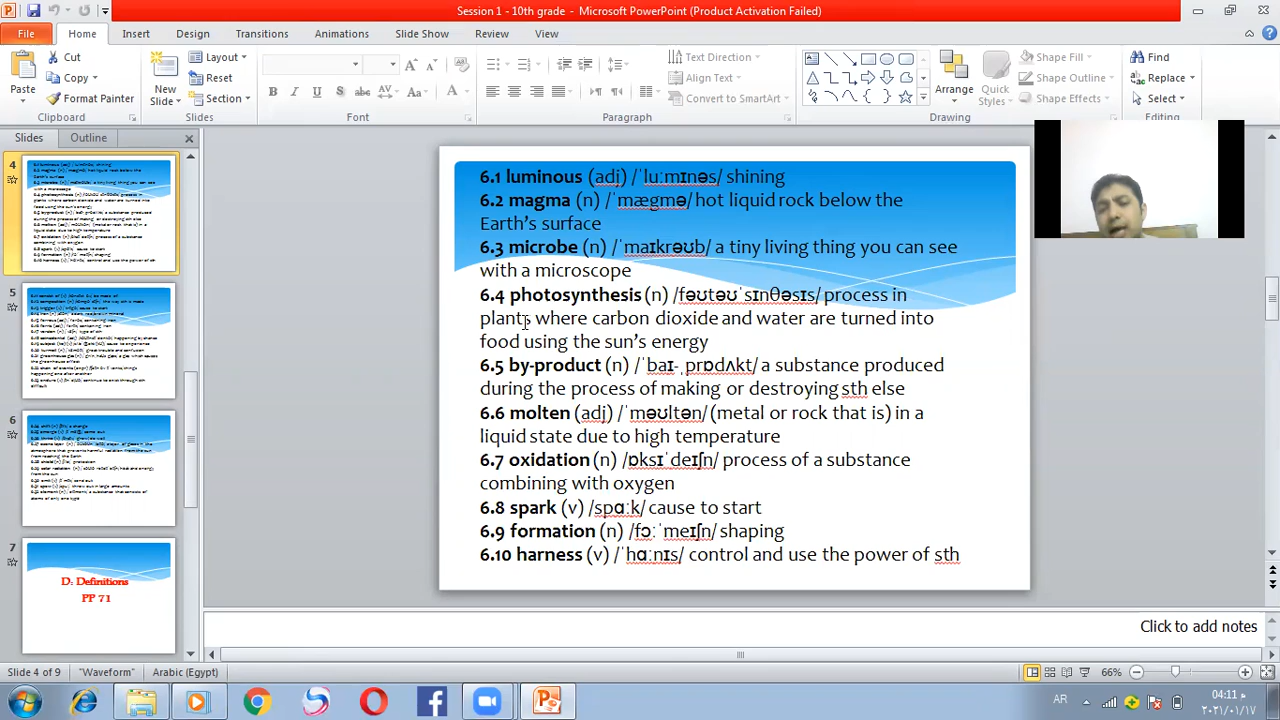 Session 1 - 10th grade - Microsoft PowerPoint (Product Activation Failed)
File Home Insert Design Transitions Animations Slide Show Review View
Cut
Copy
Format Painter
Paste
Clipboard
New Slide
Layout
Reset
Section
Slides
Font
Text Direction
Align Text
Convert to SmartArt
Paragraph
Arrange
Quick Styles
Shape Fill
Shape Outline
Shape Effects
Drawing
Find
Replace
Select
Editing
Slides Outline
4
5
6
7
D: Definitions
PP 71
6.1 luminous (adj) /ˈluːmɪnəs/ shining
6.2 magma (n) /ˈmægmə/ hot liquid rock below the
Earth's surface
6.3 microbe (n) /ˈmaɪkrəʊb/ a tiny living thing you can see
with a microscope
6.4 photosynthesis (n) /fəʊtəʊˈsɪnθəsɪs/ process in
plants where carbon dioxide and water are turned into
food using the sun's energy
6.5 by-product (n) /ˈbaɪ- ˌprɒdʌkt/ a substance produced
during the process of making or destroying sth else
6.6 molten (adj) /ˈməʊltən/ (metal or rock that is) in a
liquid state due to high temperature
6.7 oxidation (n) /ɒksɪˈdeɪʃn/ process of a substance
combining with oxygen
6.8 spark (v) /spɑːk/ cause to start
6.9 formation (n) /fɔːˈmeɪʃn/ shaping
6.10 harness (v) /ˈhɑːnɪs/ control and use the power of sth
Click to add notes
Slide 4 of 9 "Waveform" Arabic (Egypt) 66%
AR
04:11 م
٢٠٢١/٠١/١٧